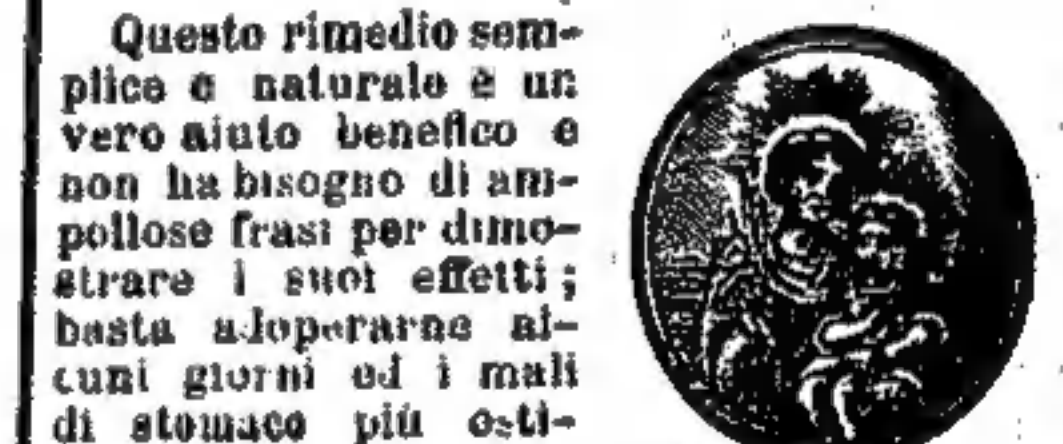 Questo rimedio sem-
plice e naturale è un
vero aiuto benefico e
non ha bisogno di am-
pollose frasi per dimo-
strare i suoi effetti;
basta adoperarne al-
cuni giorni ed i mali
di stomaco più osti-